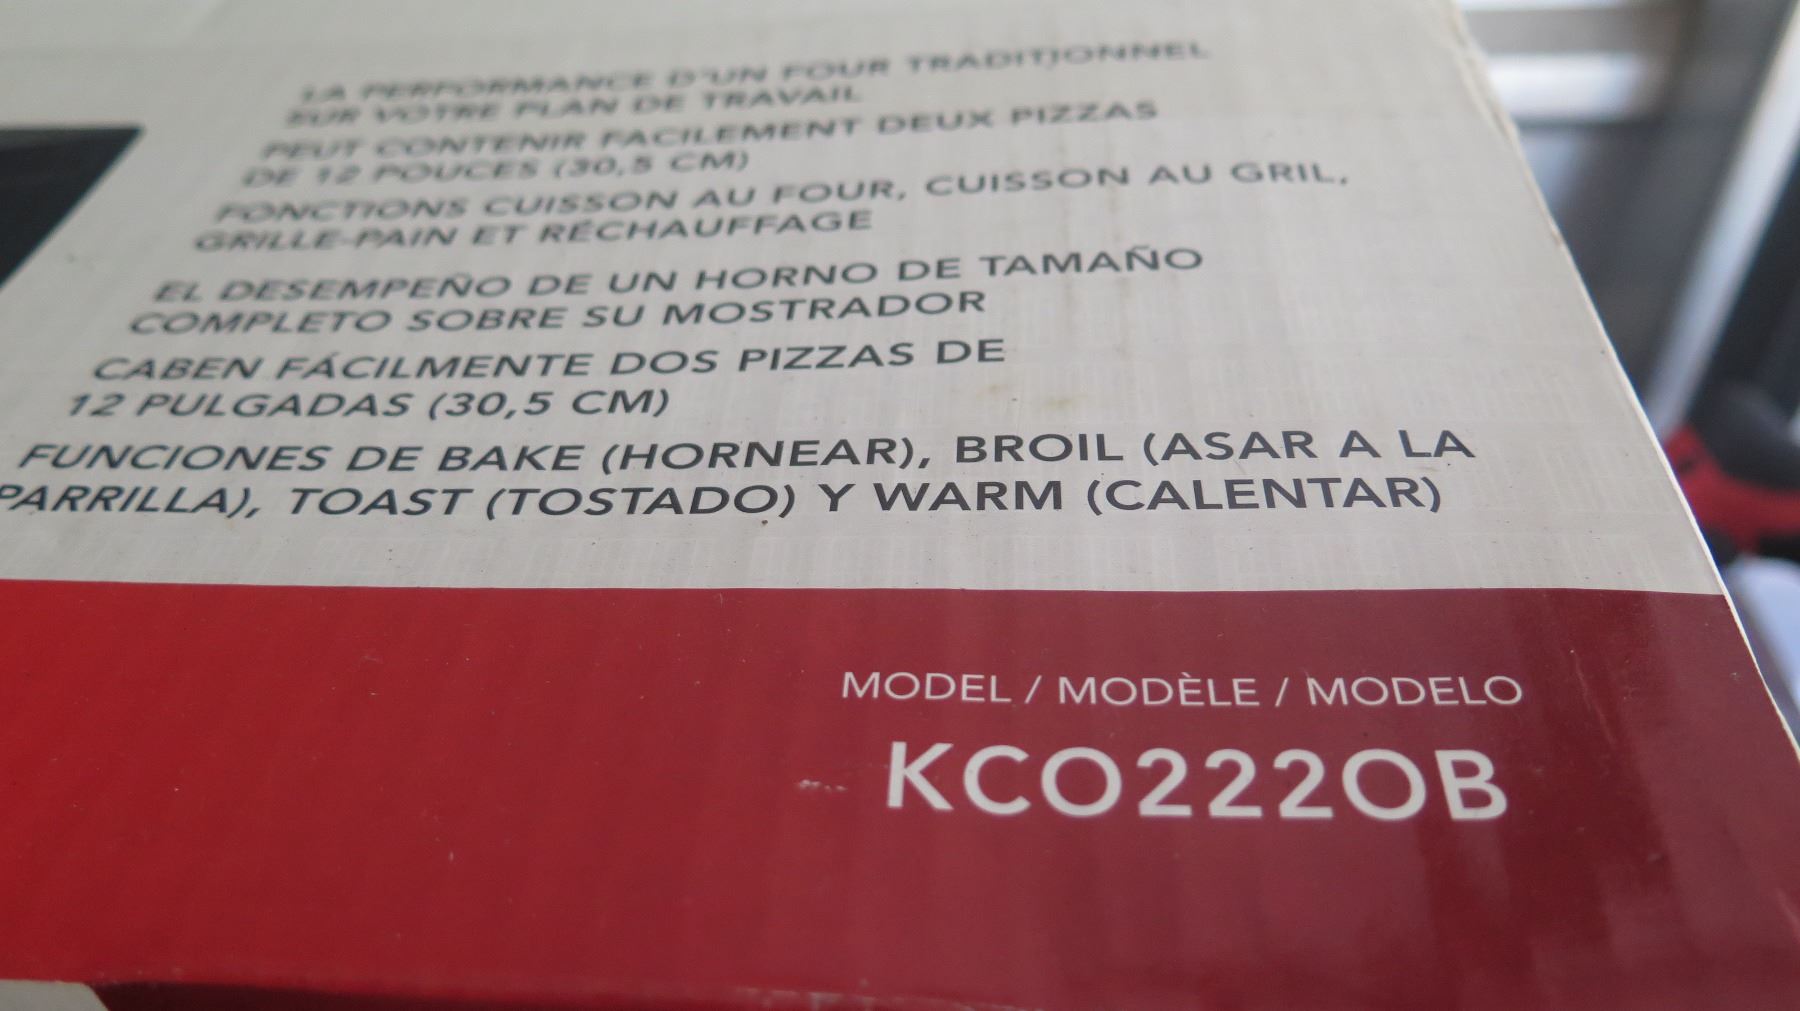 LA PERFORMANCE D'UN FOUR TRADITIONNEL
SUR VOTRE PLAN DE TRAVAIL
PEUT CONTENIR FACILEMENT DEUX PIZZAS
DE 12 POUCES (30,5 CM)
FONCTIONS CUISSON AU FOUR, CUISSON AU GRIL,
GRILLE-PAIN ET RÉCHAUFFAGE
EL DESEMPEÑO DE UN HORNO DE TAMAÑO
COMPLETO SOBRE SU MOSTRADOR
CABEN FÁCILMENTE DOS PIZZAS DE
12 PULGADAS (30,5 CM)
FUNCIONES DE BAKE (HORNEAR), BROIL (ASAR A LA
PARRILLA), TOAST (TOSTADO) Y WARM (CALENTAR)
MODEL / MODÈLE / MODELO
KCO222OB